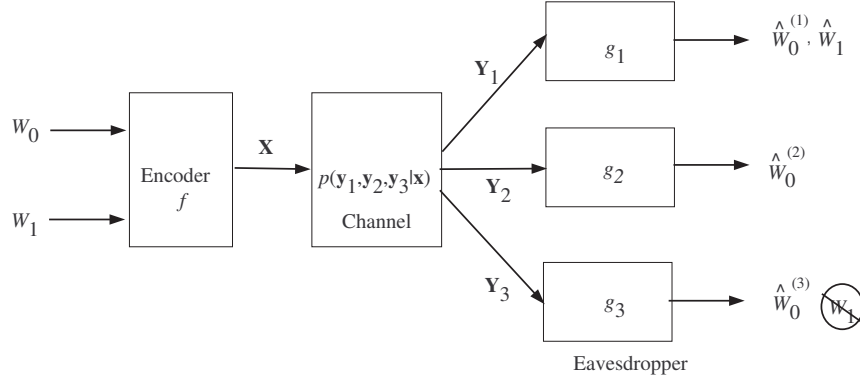 W₀
W₁
Encoder
f
X
p(y₁,y₂,y₃|x)
Channel
Y₁
Y₂
Y₃
g₁
g₂
g₃
Eavesdropper
Ŵ₀⁽¹⁾, Ŵ₁
Ŵ₀⁽²⁾
Ŵ₀⁽³⁾ W₁